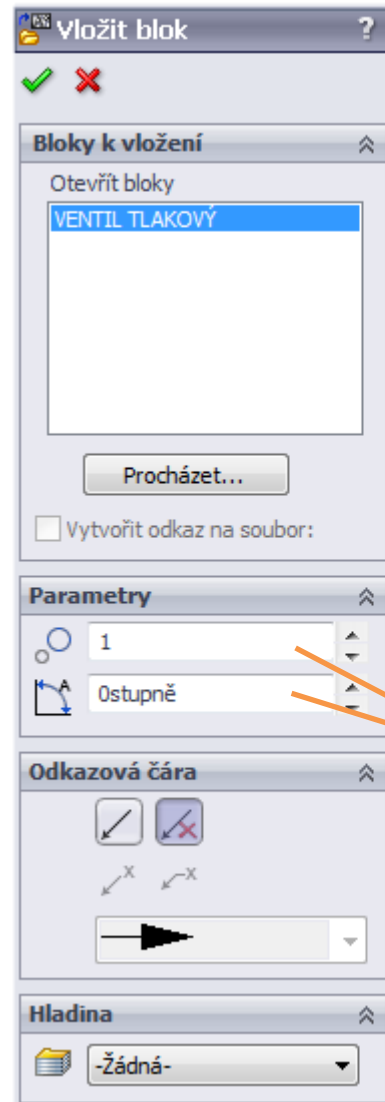 Vložit blok ?
Bloky k vložení
Otevřít bloky
VENTIL TLAKOVÝ
Procházet...
Vytvořit odkaz na soubor:
Parametry
1
A
0stupně
Odkazová čára
x x
Hladina
-Žádná-